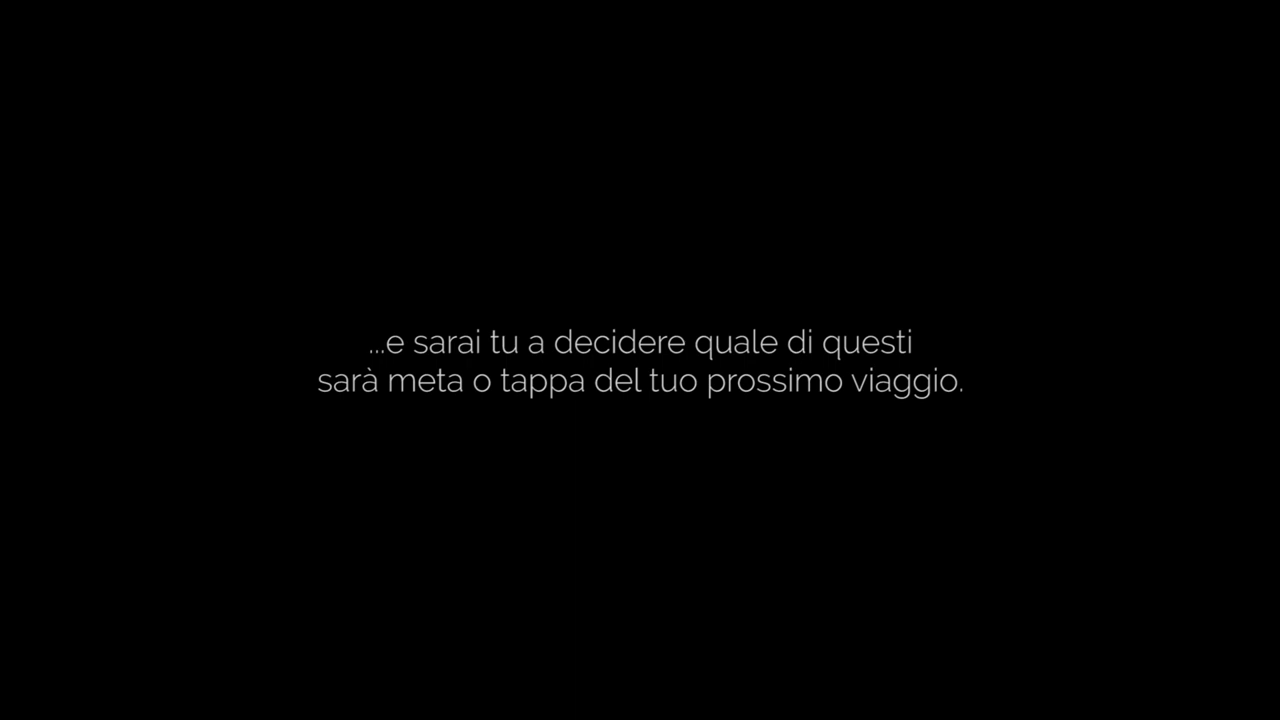 ...e sarai tu a decidere quale di questi
sarà meta o tappa del tuo prossimo viaggio.